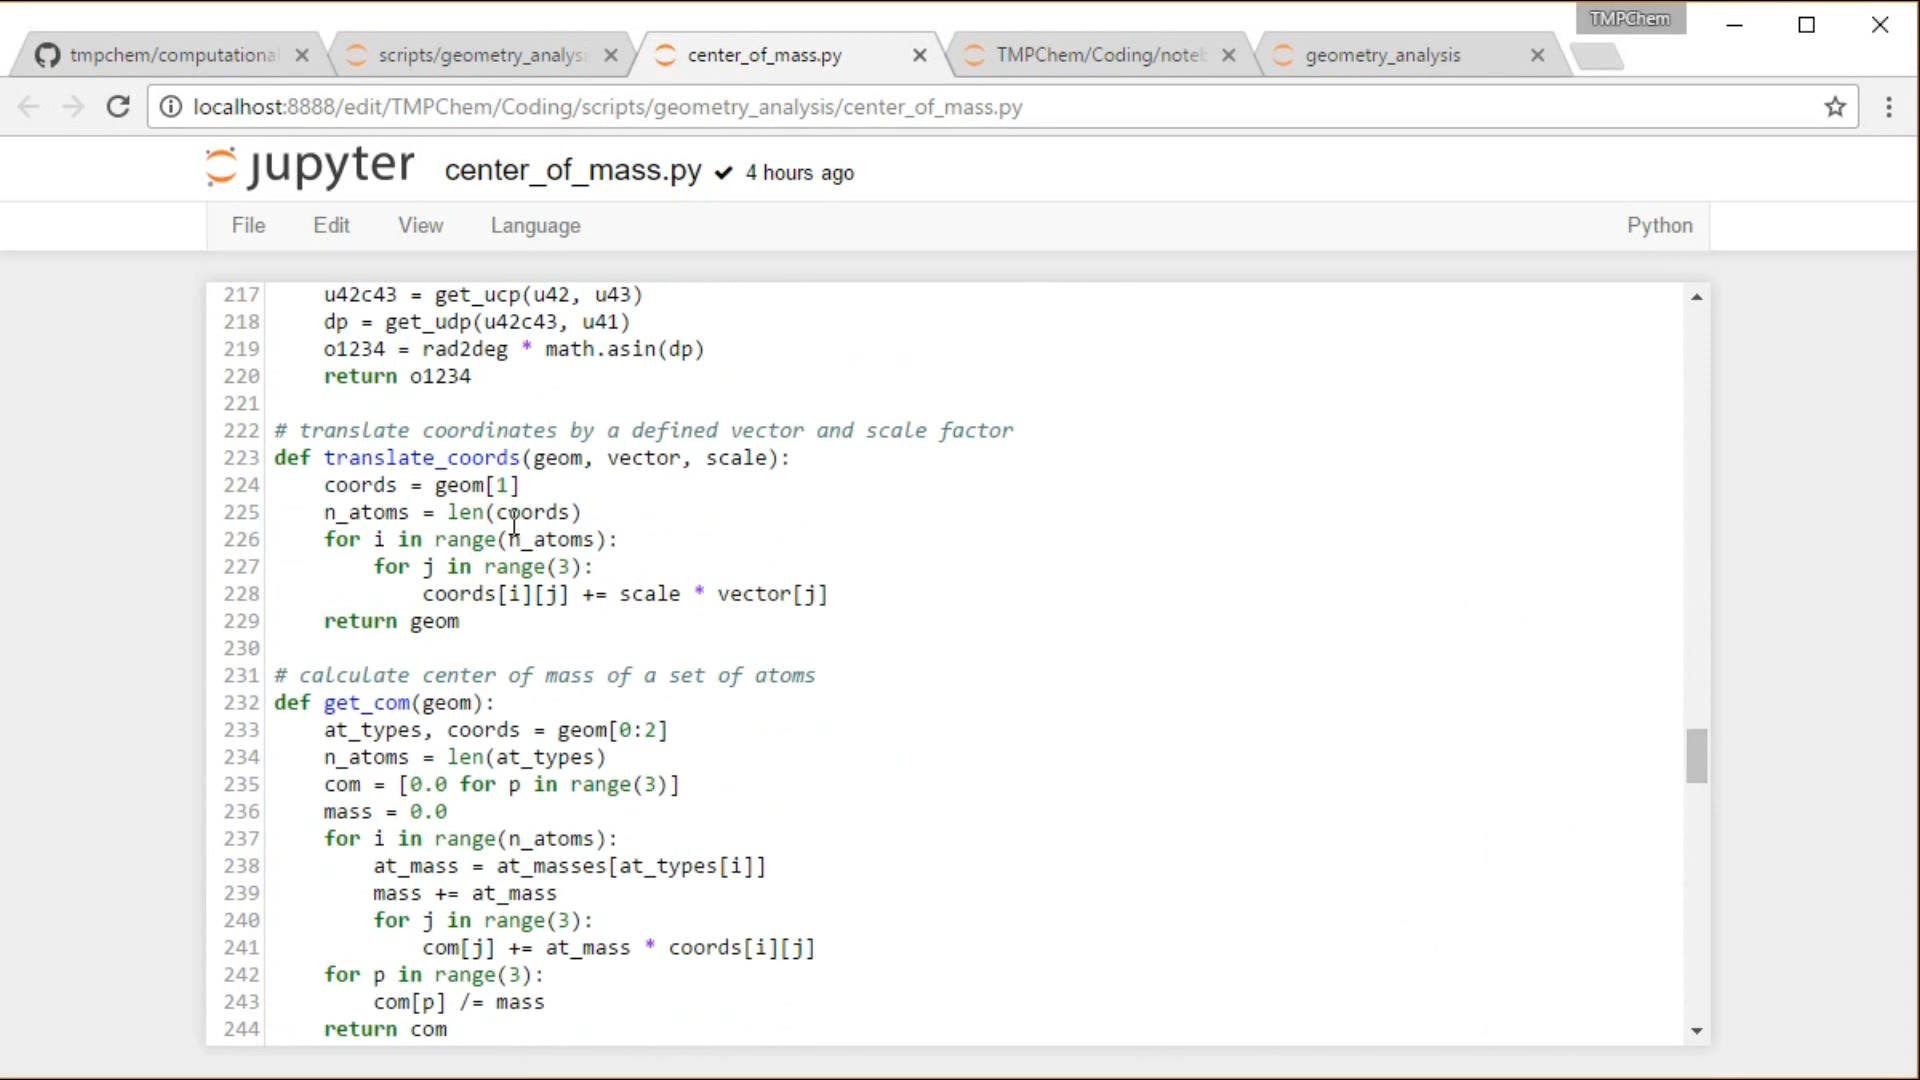 TMPChem
tmpchem/computational
scripts/geometry_analys
center_of_mass.py
TMPChem/Coding/note
geometry_analysis
localhost:8888/edit/TMPChem/Coding/scripts/geometry_analysis/center_of_mass.py
jupyter center_of_mass.py ✔ 4 hours ago
File Edit View Language Python
217     u42c43 = get_ucp(u42, u43)
218     dp = get_udp(u42c43, u41)
219     o1234 = rad2deg * math.asin(dp)
220     return o1234
221
222 # translate coordinates by a defined vector and scale factor
223 def translate_coords(geom, vector, scale):
224     coords = geom[1]
225     n_atoms = len(coords)
226     for i in range(n_atoms):
227         for j in range(3):
228             coords[i][j] += scale * vector[j]
229     return geom
230
231 # calculate center of mass of a set of atoms
232 def get_com(geom):
233     at_types, coords = geom[0:2]
234     n_atoms = len(at_types)
235     com = [0.0 for p in range(3)]
236     mass = 0.0
237     for i in range(n_atoms):
238         at_mass = at_masses[at_types[i]]
239         mass += at_mass
240         for j in range(3):
241             com[j] += at_mass * coords[i][j]
242     for p in range(3):
243         com[p] /= mass
244     return com